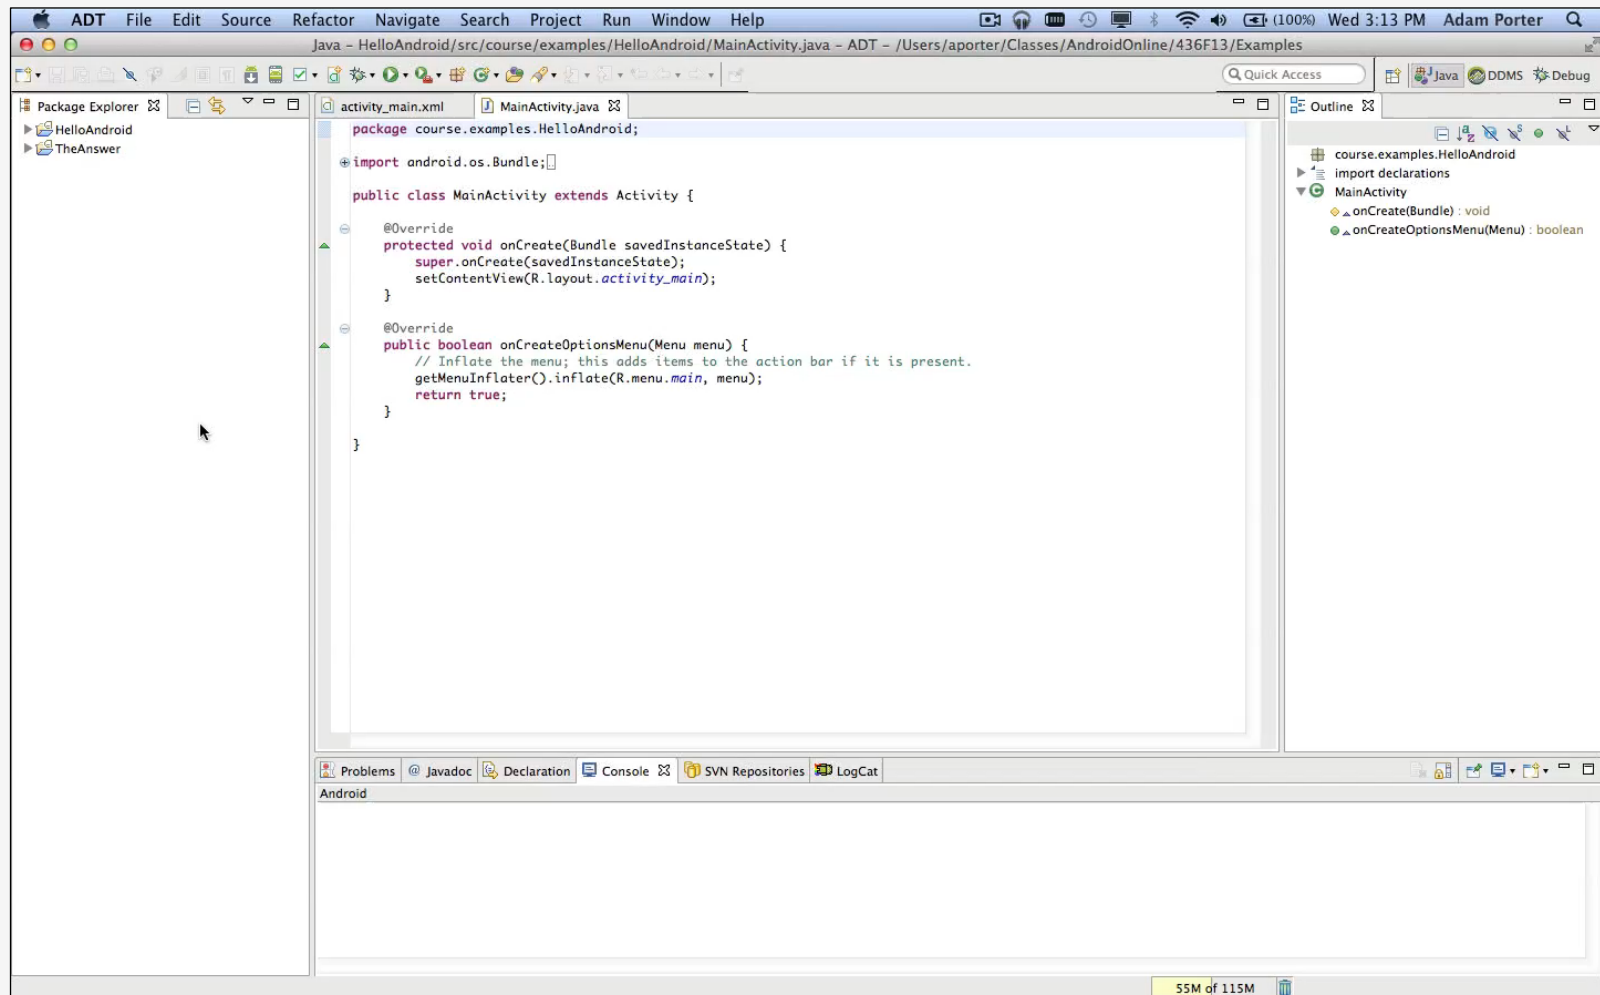 ADT File Edit Source Refactor Navigate Search Project Run Window Help (100%) Wed 3:13 PM Adam Porter
Java – HelloAndroid/src/course/examples/HelloAndroid/MainActivity.java – ADT – /Users/aporter/Classes/AndroidOnline/436F13/Examples
Quick Access Java DDMS Debug
Package Explorer
HelloAndroid
TheAnswer
activity_main.xml MainActivity.java
package course.examples.HelloAndroid;
import android.os.Bundle;
public class MainActivity extends Activity {
@Override
protected void onCreate(Bundle savedInstanceState) {
super.onCreate(savedInstanceState);
setContentView(R.layout.activity_main);
}
@Override
public boolean onCreateOptionsMenu(Menu menu) {
// Inflate the menu; this adds items to the action bar if it is present.
getMenuInflater().inflate(R.menu.main, menu);
return true;
}
}
Outline
course.examples.HelloAndroid
import declarations
MainActivity
onCreate(Bundle) : void
onCreateOptionsMenu(Menu) : boolean
Problems @ Javadoc Declaration Console SVN Repositories LogCat
Android
55M of 115M